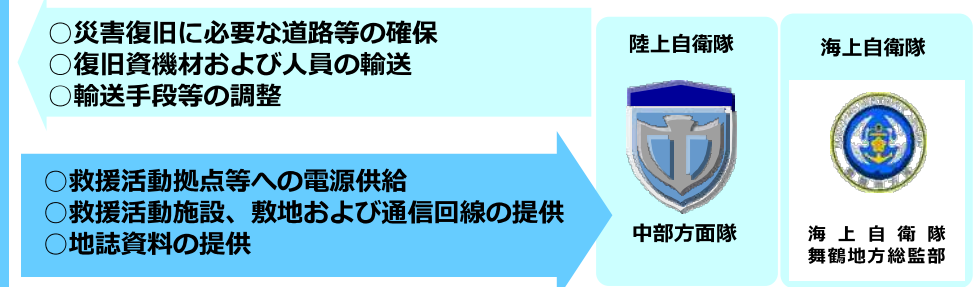 ○災害復旧に必要な道路等の確保
○復旧資機材および人員の輸送
○輸送手段等の調整
○救援活動拠点等への電源供給
○救援活動施設、敷地および通信回線の提供
○地誌資料の提供
陸上自衛隊
中部方面隊
海上自衛隊
海上自衛隊
舞鶴地方総監部